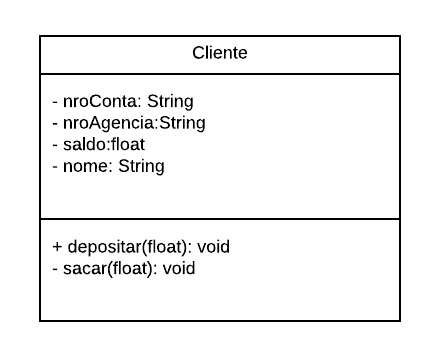 Cliente
- nroConta: String
- nroAgencia:String
- saldo:float
- nome: String
+ depositar(float): void
- sacar(float): void